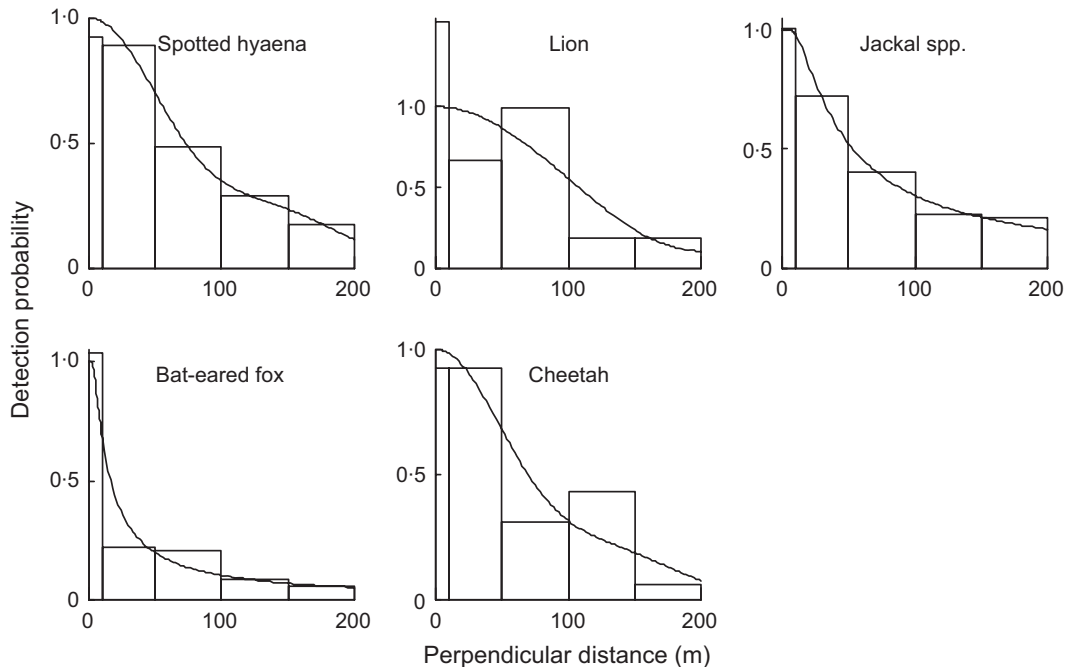 Detection probability
Spotted hyaena
1·0
0·5
0
0 100 200
Lion
1·0
0·5
0
0 100 200
Jackal spp.
1·0
0·5
0
0 100 200
Bat-eared fox
1·0
0·5
0
0 100 200
Cheetah
1·0
0·5
0
0 100 200
Perpendicular distance (m)